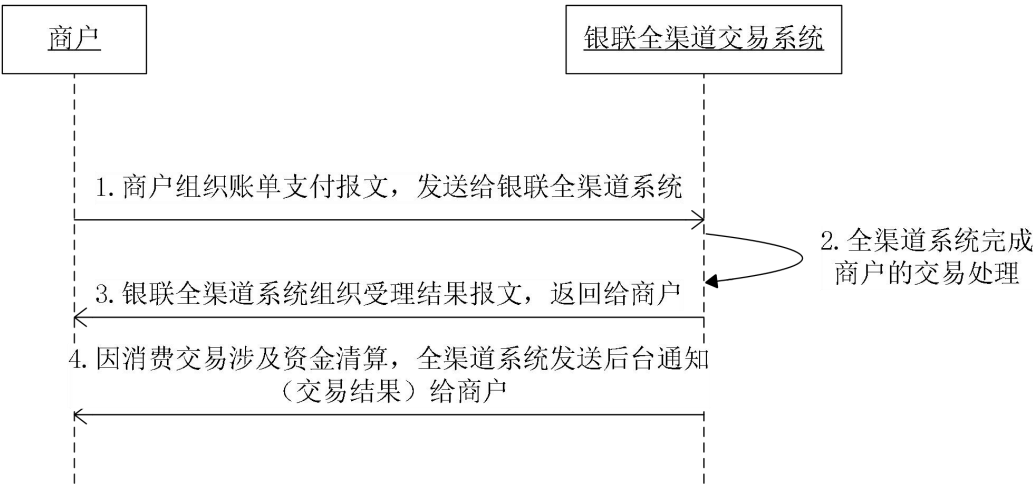 商户
银联全渠道交易系统
1.商户组织账单支付报文，发送给银联全渠道系统
2.全渠道系统完成
商户的交易处理
3.银联全渠道系统组织受理结果报文，返回给商户
4.因消费交易涉及资金清算，全渠道系统发送后台通知
（交易结果）给商户